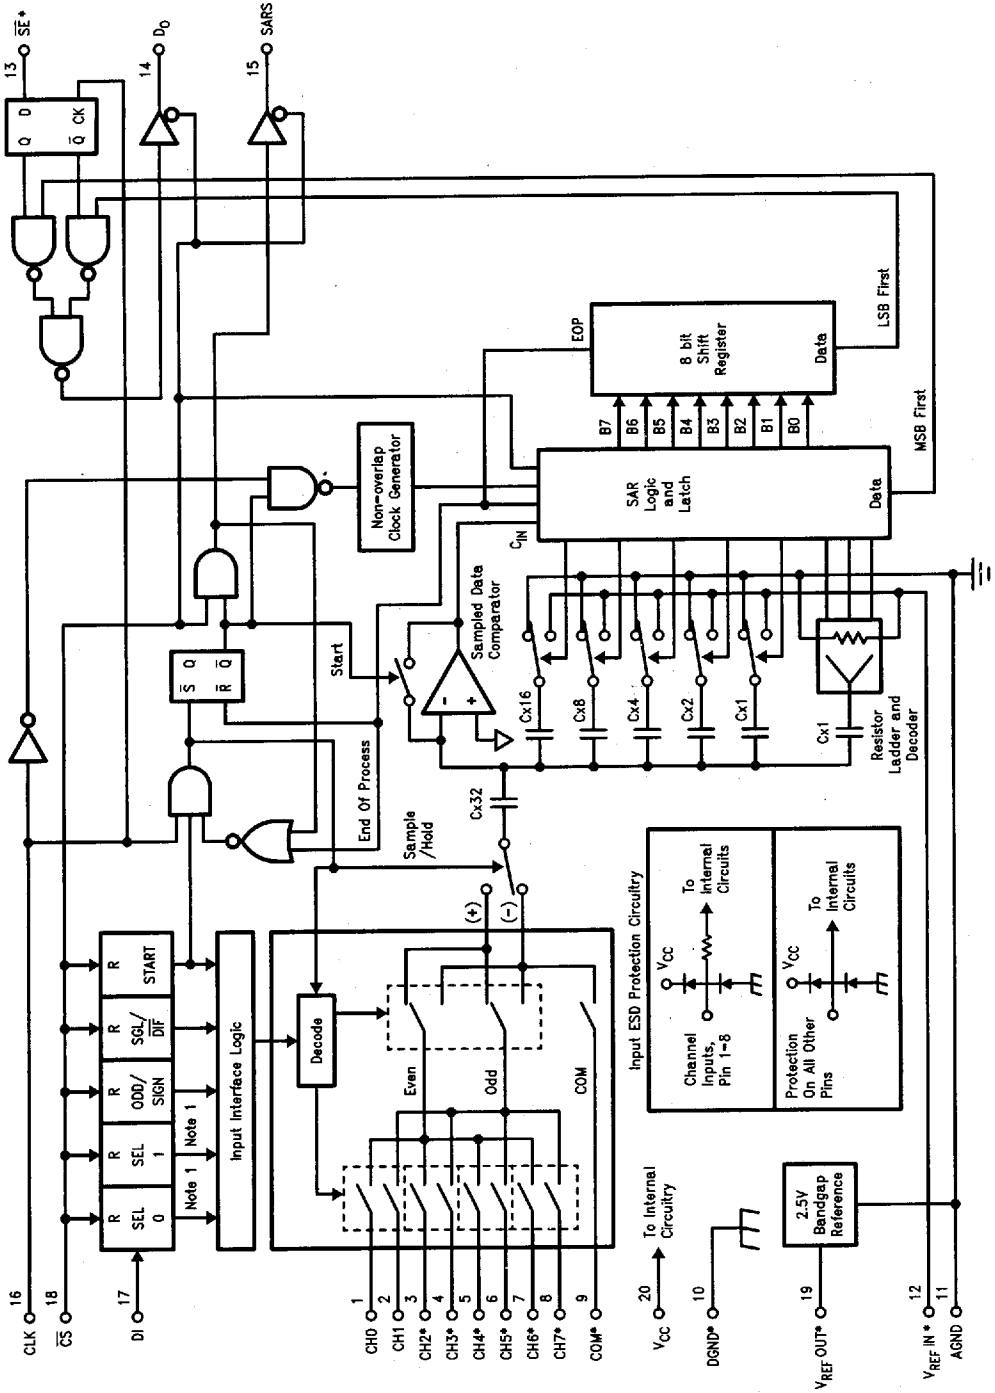 CLK 16
CS 18
DI 17
R R R R R
SEL 0
SEL 1
ODD/ SIGN
SGL/ DIF
START
Note 1 Note 1
Input Interface Logic
Decode
Even
Odd
COM
(+)
(-)
CH0 1
CH1 2
CH2* 3
CH3* 4
CH4* 5
CH5* 6
CH6* 7
CH7* 8
COM* 9
VCC 20
To Internal
Circuitry
DGND* 10
VREF OUT* 19
2.5V
Bandgap
Reference
VREF IN* 12
AGND 11
Input ESD Protection Circuitry
VCC
To
Internal
Circuits
Channel
Inputs,
Pin 1-8
VCC
To
Internal
Circuits
Protection
On All Other
Pins
Sample
/Hold
End Of Process
S Q
R Q
Start
Cx32
Sampled Data
Comparator
-
+
Cx16
Cx8
Cx4
Cx2
Cx1
Cx1
Resistor
Ladder and
Decoder
Non-overlap
Clock Generator
CIN
SAR
Logic
and
Latch
Data
B7
B6
B5
B4
B3
B2
B1
B0
EOP
8 bit
Shift
Register
Data
MSB First
LSB First
Q D
Q CK
13 SE*
14 DO
15 SARS